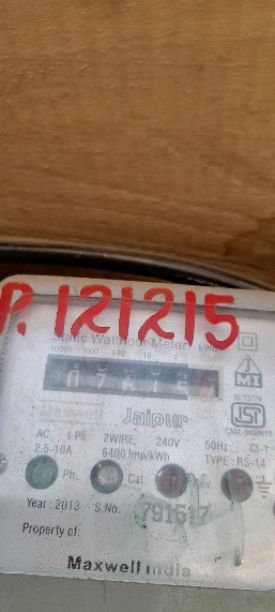 P.121215
Static Watthour Meter kWh
10000 1000 100 10 1
JMI
Maxwell Jaipur
AC 1 Ph. 2WIRE, 240V 50Hz Cl-1
2.5-10A 6400 Imp/kWh TYPE: RS-14
Ph. Cal.
Year: 2013 S.No. 791517
Property of:
Maxwell India